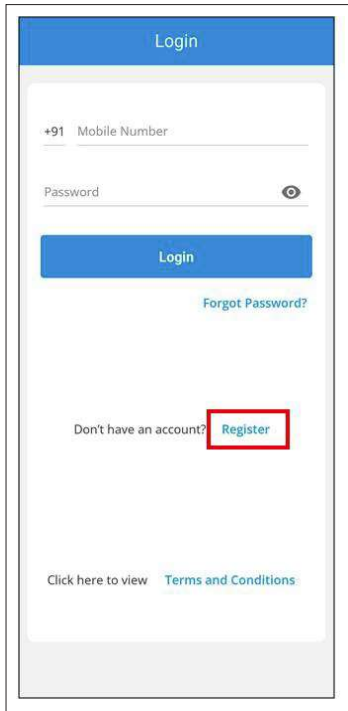 Login
+91 Mobile Number
Password
Login
Forgot Password?
Don't have an account? Register
Click here to view Terms and Conditions